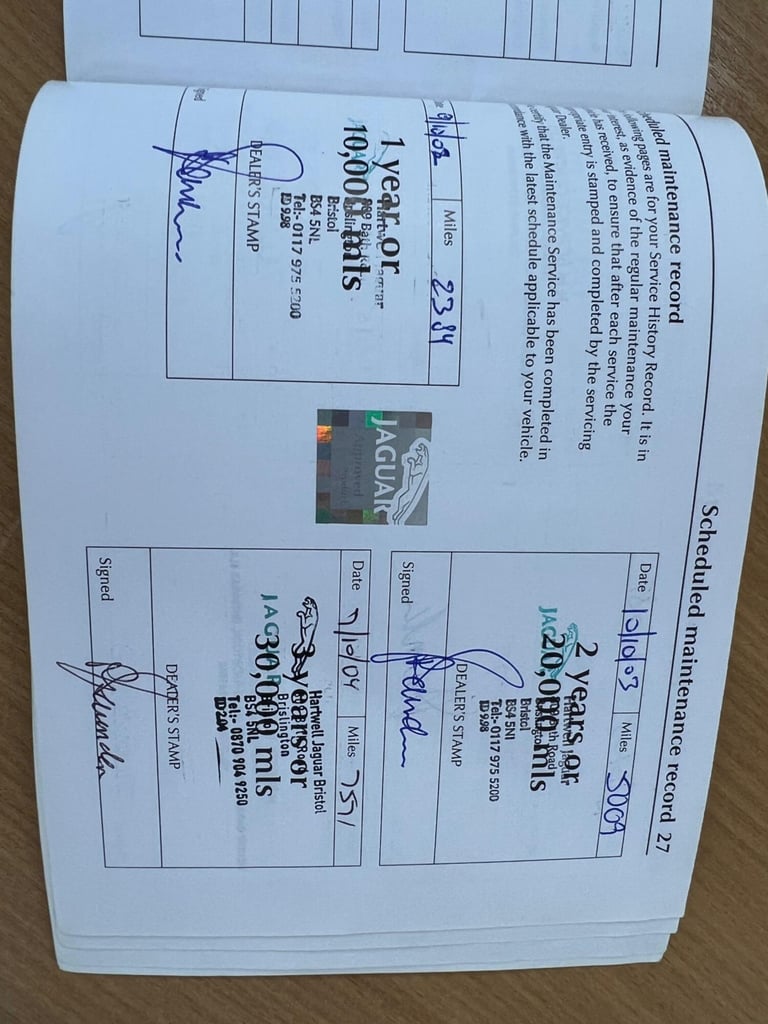 Scheduled maintenance record 27
maintenance record
pages are for your Service History Record. It is in
as evidence of the regular maintenance your
has received, to ensure that after each service the
entry is stamped and completed by the servicing
Dealer.
that the Maintenance Service has been completed in
with the latest schedule applicable to your vehicle.
Miles 2384
1 year or
10,000 mls
Bristol
BS4 5NL
Tel:- 0117 975 5200
ID 998
DEALER'S STAMP
JAGUAR
Approved
Date 10/10/03 Miles 5009
2 years or
20,000 mls
Bristol
Tel:- 0117 975 5200
ID 998
DEALER'S STAMP
Signed
Date 7/10/04 Miles 7591
3 years or
30,000 mls
Hartwell Jaguar Bristol
Brislington
BS4 5NL
Tel:- 0870 904 9250
DEALER'S STAMP
Signed